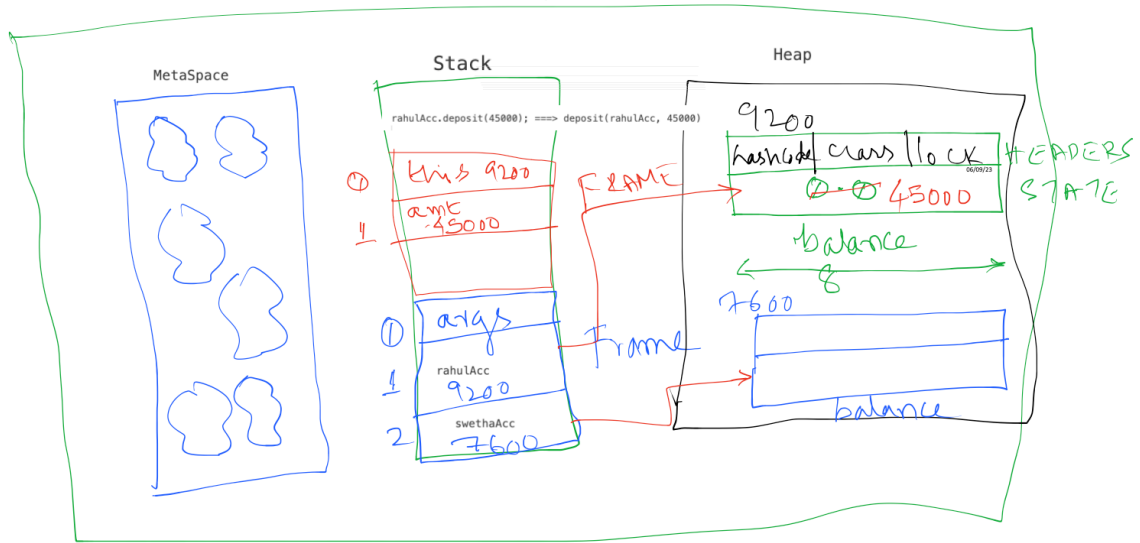 MetaSpace
Stack
Heap
rahulAcc.deposit(45000); ===> deposit(rahulAcc, 45000)
0 this 9200
1 amt
45000
FRAME
0 args
Frame
rahulAcc
1 9200
swethaAcc
2 7600
9200
hashCode class lock HEADERS
06/09/23
0.0 45000 STATE
balance
8
7600
balance